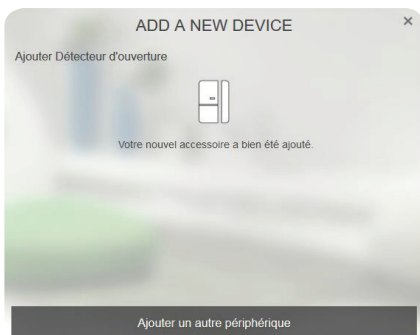 ADD A NEW DEVICE
×
Ajouter Détecteur d'ouverture
Votre nouvel accessoire a bien été ajouté.
Ajouter un autre périphérique